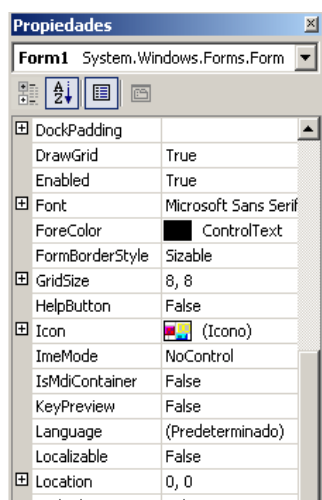 Propiedades
Form1 System.Windows.Forms.Form
DockPadding
DrawGrid True
Enabled True
Font Microsoft Sans Serif
ForeColor ControlText
FormBorderStyle Sizable
GridSize 8, 8
HelpButton False
Icon (Icono)
ImeMode NoControl
IsMdiContainer False
KeyPreview False
Language (Predeterminado)
Localizable False
Location 0, 0